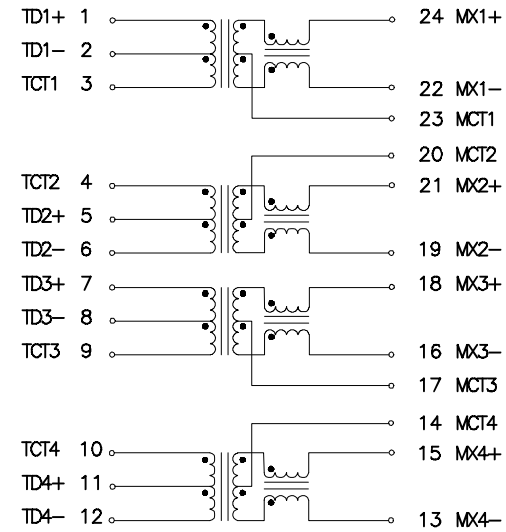 TD1+ 1
24 MX1+
TD1− 2
TCT1 3
22 MX1−
23 MCT1
20 MCT2
TCT2 4
21 MX2+
TD2+ 5
TD2− 6
19 MX2−
TD3+ 7
18 MX3+
TD3− 8
TCT3 9
16 MX3−
17 MCT3
14 MCT4
TCT4 10
15 MX4+
TD4+ 11
TD4− 12
13 MX4−